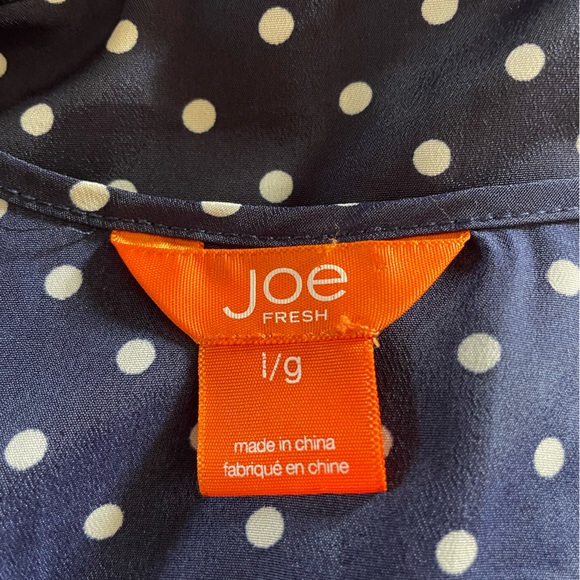 Joe
FRESH
l/g
made in china
fabriqué en chine